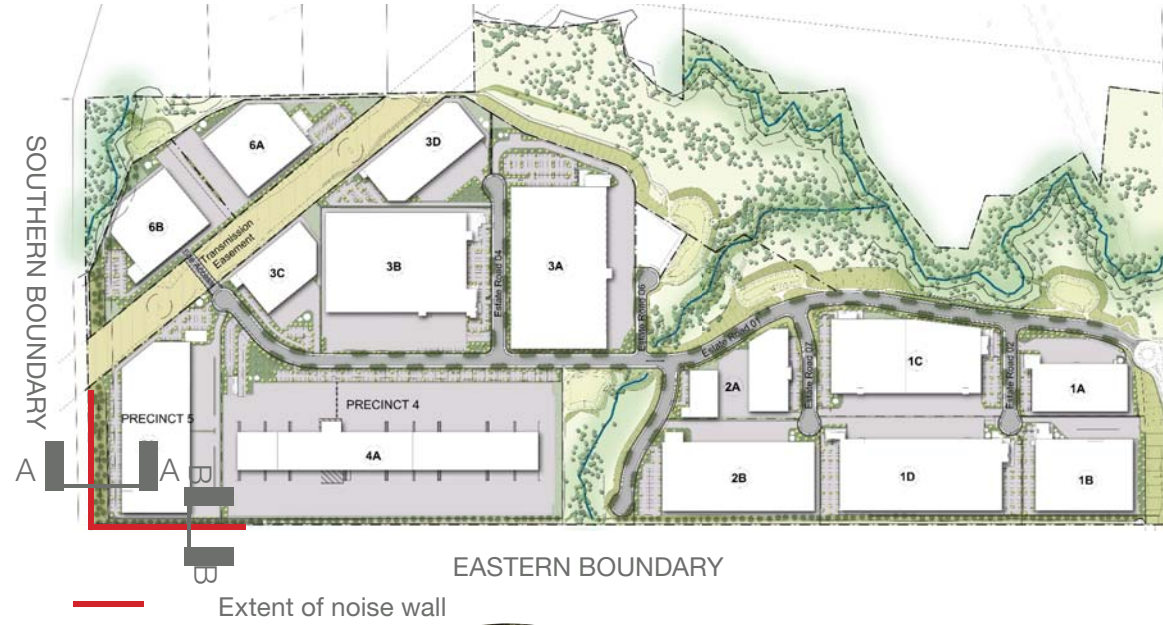 SOUTHERN BOUNDARY
6A
3D
6B
Transmission
Easement
3C
3B
Estate Road 04
3A
Estate Road 06
Estate Road 01
Estate Road 07
1C
Estate Road 02
1A
2A
PRECINCT 5
PRECINCT 4
4A
2B
1D
1B
A
A
B
B
EASTERN BOUNDARY
Extent of noise wall